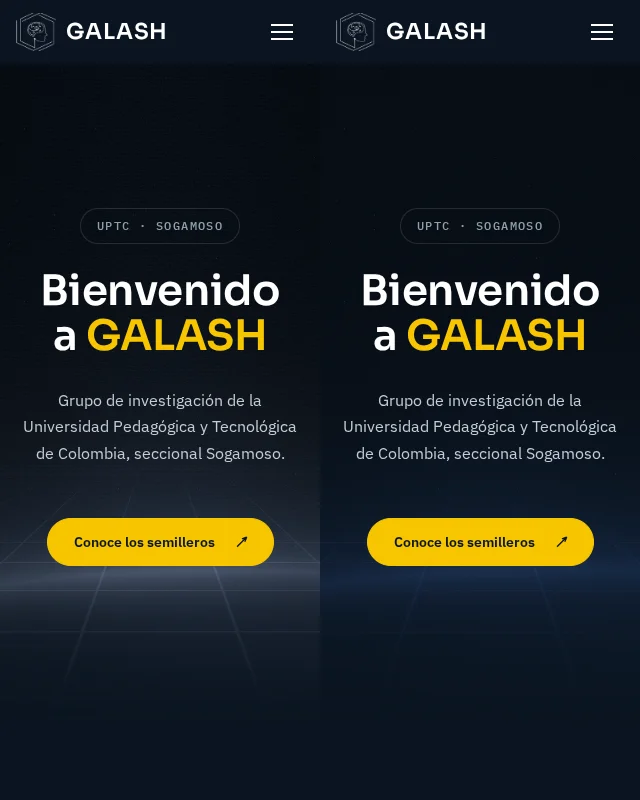 GALASH
UPTC · SOGAMOSO
Bienvenido
a GALASH
Grupo de investigación de la
Universidad Pedagógica y Tecnológica
de Colombia, seccional Sogamoso.
Conoce los semilleros
GALASH
UPTC · SOGAMOSO
Bienvenido
a GALASH
Grupo de investigación de la
Universidad Pedagógica y Tecnológica
de Colombia, seccional Sogamoso.
Conoce los semilleros